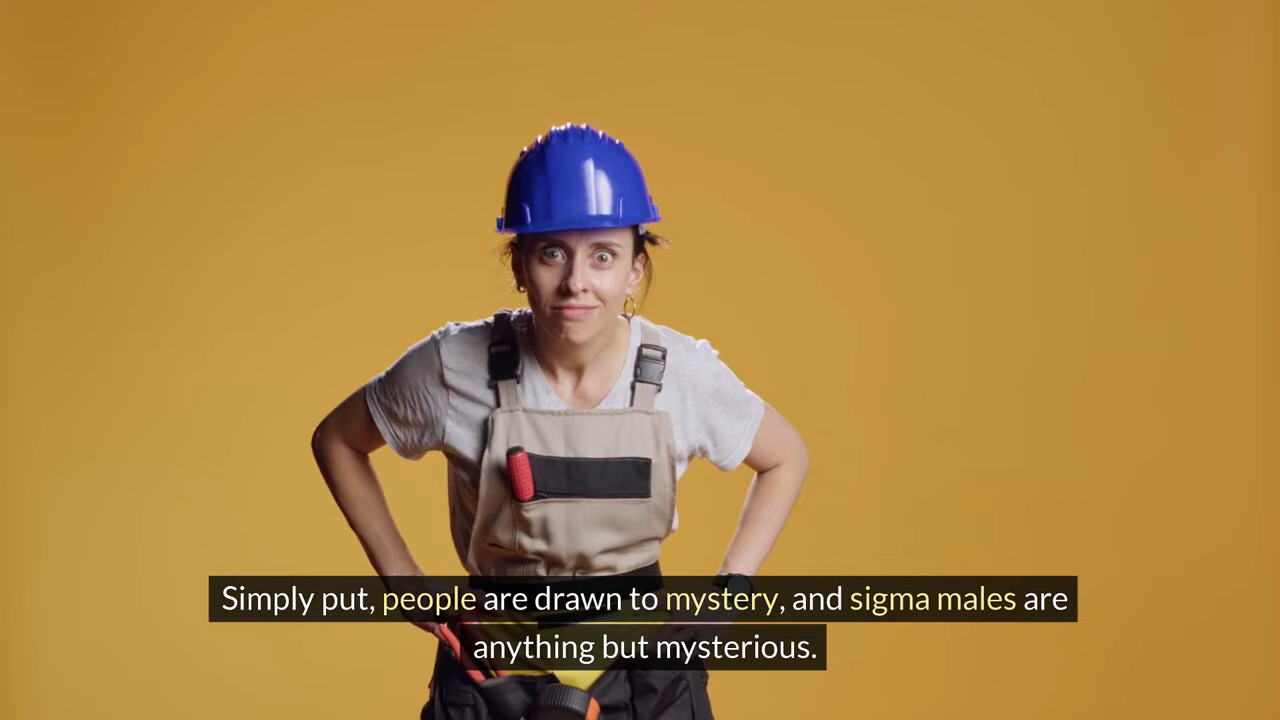 Simply put, people are drawn to mystery, and sigma males are
anything but mysterious.